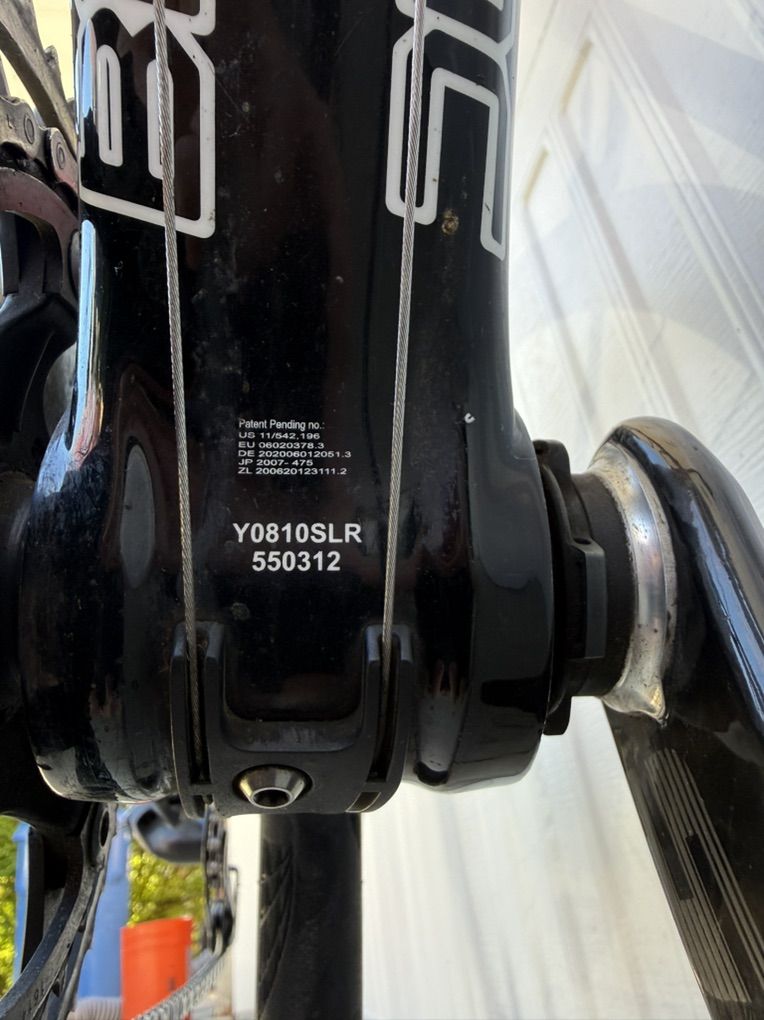 Patent Pending no.:
US 11/542,196
EU 06020378.3
DE 202006012051.3
JP 2007- 475
ZL 200620123111.2
Y0810SLR
550312